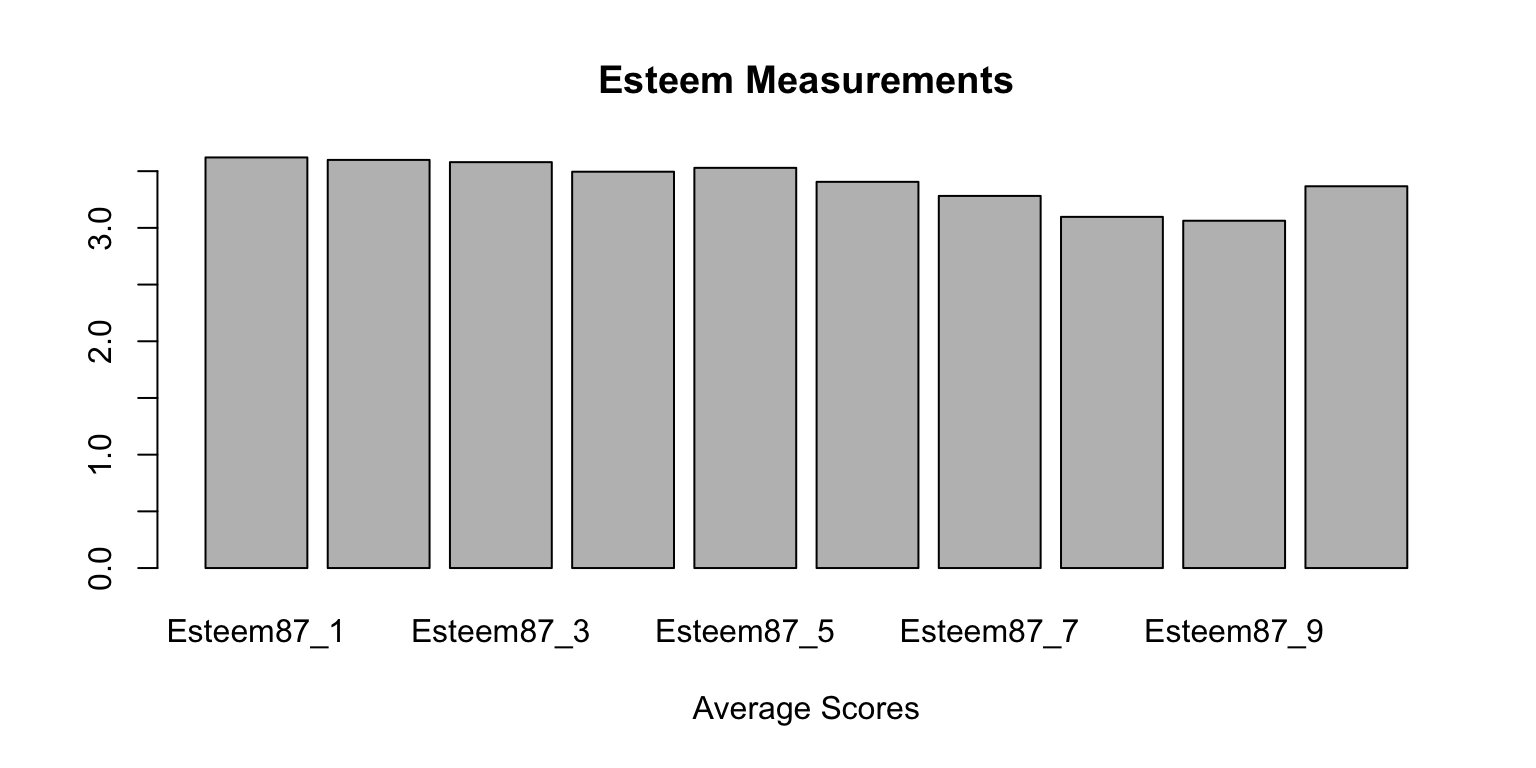 Esteem Measurements
3.0
2.0
1.0
0.0
Esteem87_1 Esteem87_3 Esteem87_5 Esteem87_7 Esteem87_9
Average Scores